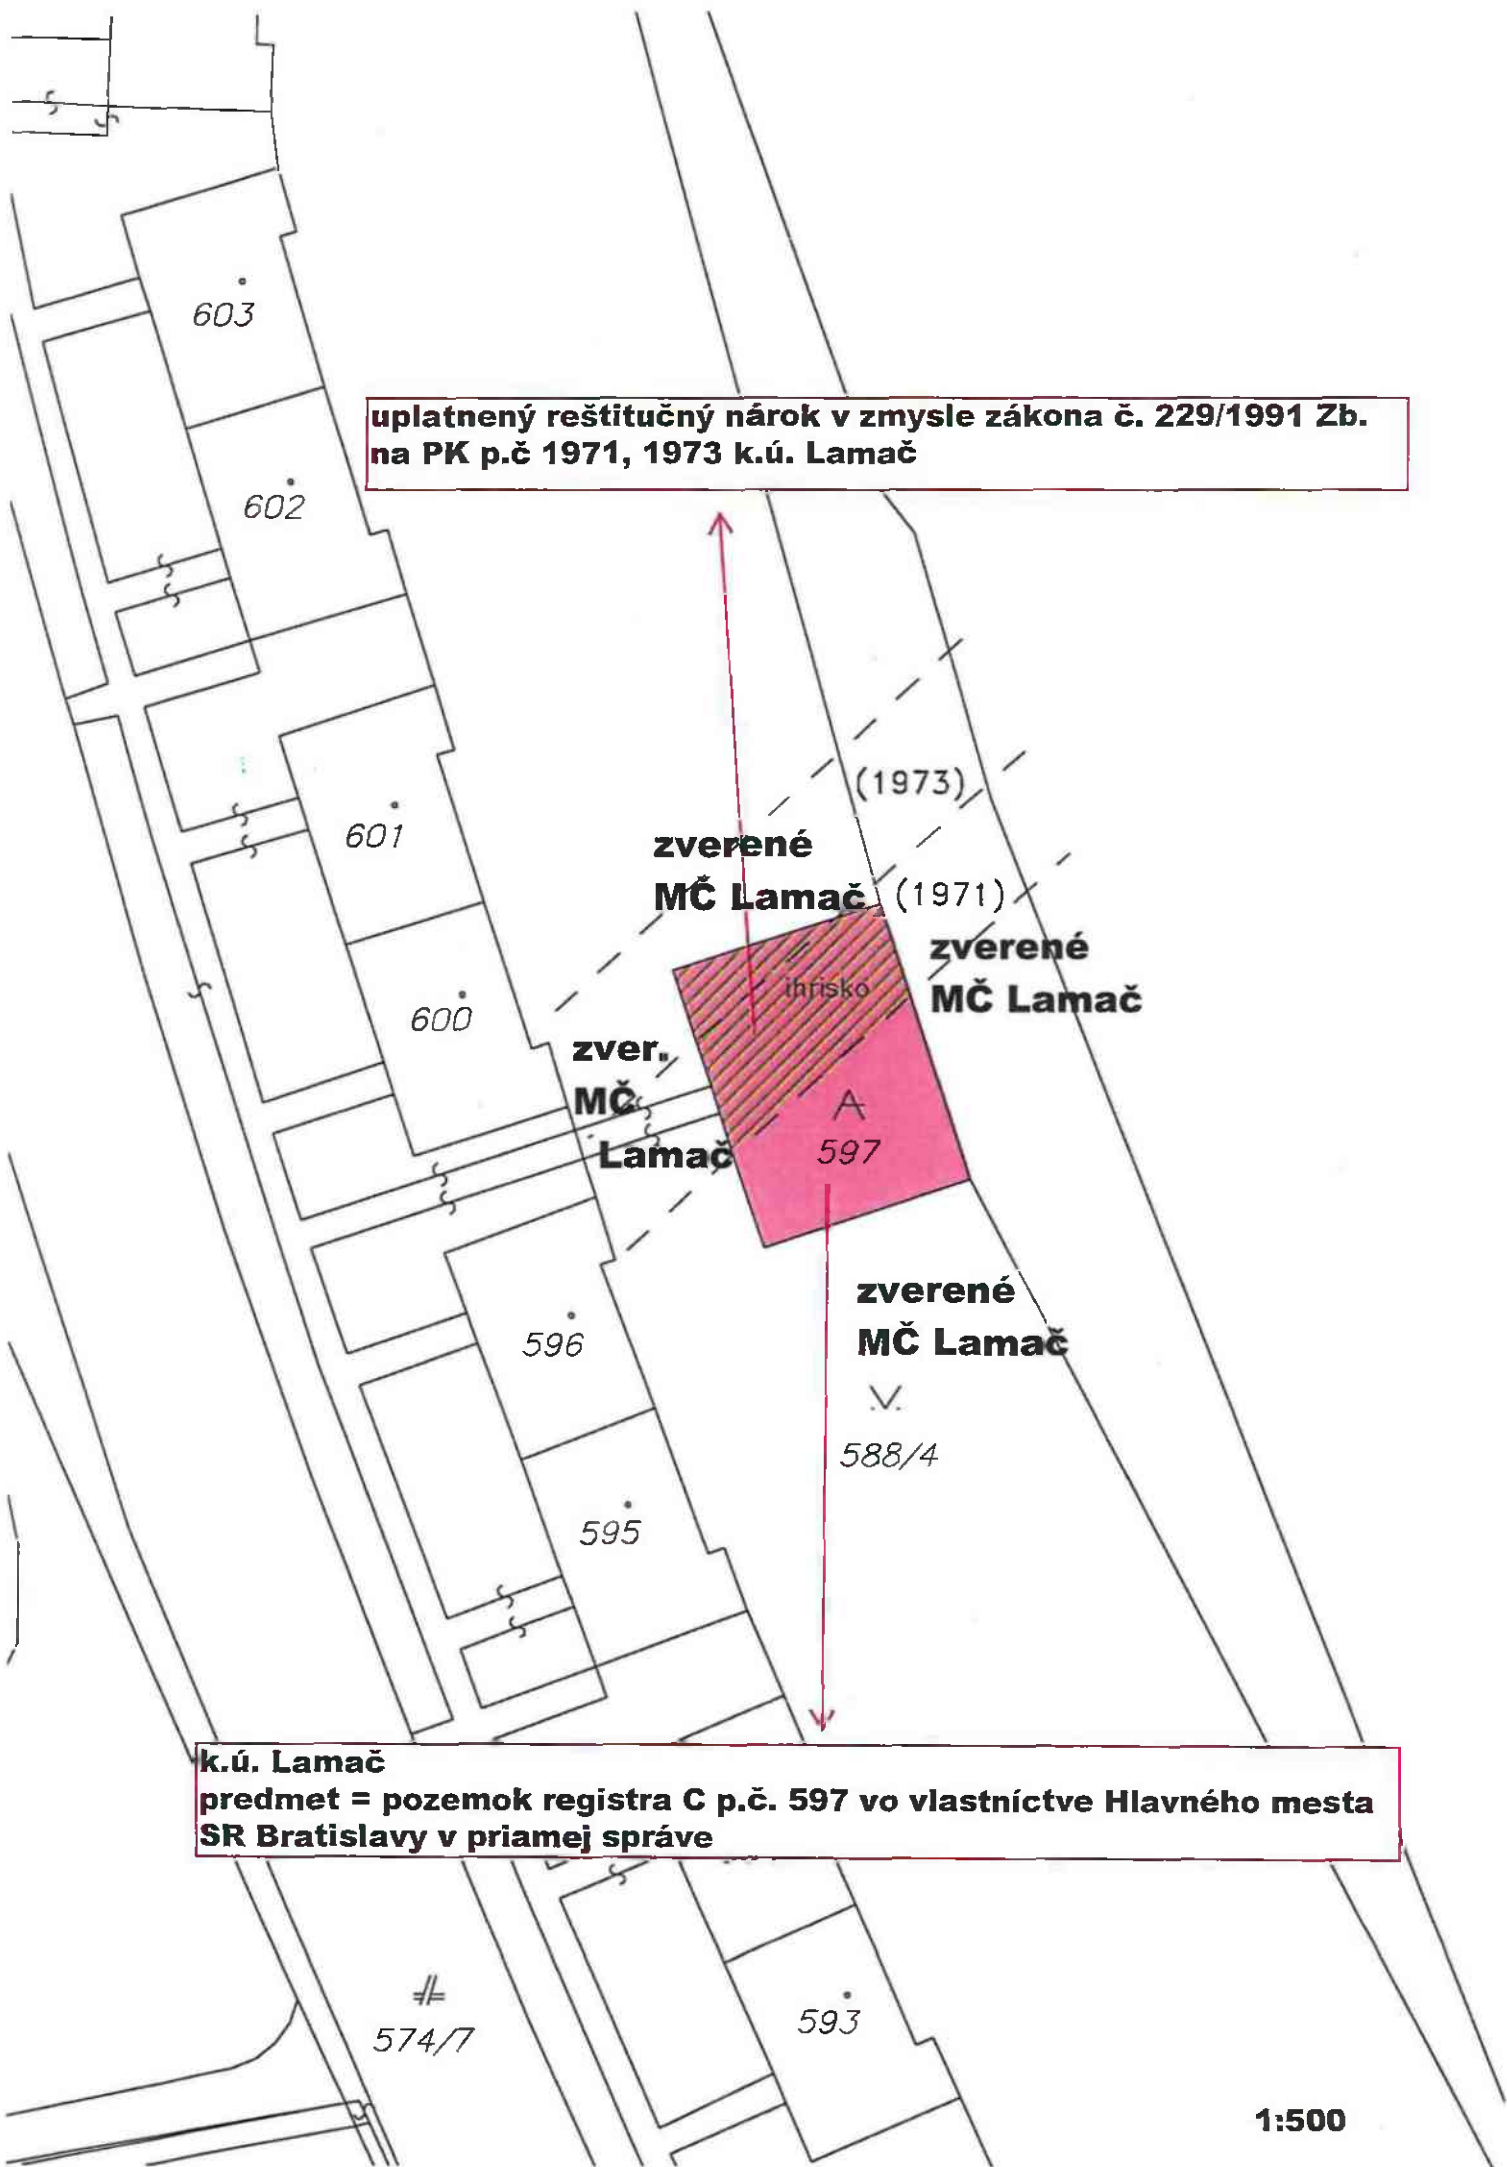 603
uplatnený reštitučný nárok v zmysle zákona č. 229/1991 Zb.
na PK p.č 1971, 1973 k.ú. Lamač
602
(1973)
601
zverené
MČ Lamač
(1971)
zverené
MČ Lamač
ihrisko
600
zver.
MČ
Lamač
597
zverené
MČ Lamač
596
588/4
595
k.ú. Lamač
predmet = pozemok registra C p.č. 597 vo vlastníctve Hlavného mesta
SR Bratislavy v priamej správe
593
574/7
1:500